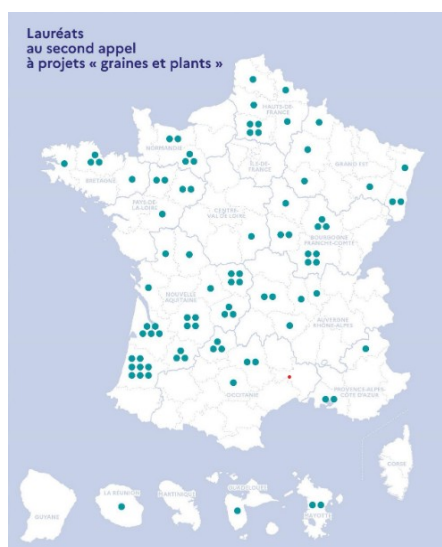 Lauréats
au second appel
à projets « graines et plants »
HAUTS-DE-
FRANCE
NORMANDIE
ÎLE-DE-
FRANCE
GRAND EST
BRETAGNE
PAYS-DE-
LA-LOIRE
CENTRE-
VAL DE LOIRE
BOURGOGNE
FRANCHE-COMTÉ
NOUVELLE
AQUITAINE
AUVERGNE
RHÔNE-ALPES
OCCITANIE
PROVENCE-ALPES-
CÔTE D'AZUR
CORSE
GUYANE
LA RÉUNION
MARTINIQUE
GUADELOUPE
MAYOTTE